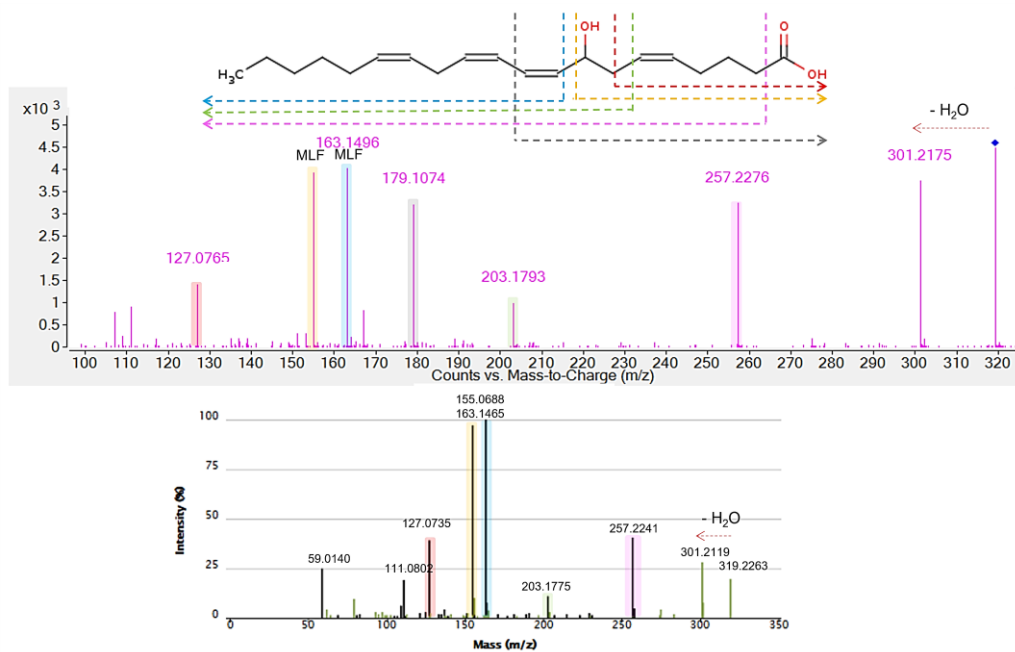 OH
O
H₃C
OH
x10 3
- H₂O
5
4.5
4
3.5
3
2.5
2
1.5
1
0.5
0
127.0765
MLF
163.1496
MLF
179.1074
203.1793
257.2276
301.2175
100 110 120 130 140 150 160 170 180 190 200 210 220 230 240 250 260 270 280 290 300 310 320
Counts vs. Mass-to-Charge (m/z)
Intensity (%)
100
75
50
25
0
59.0140
111.0802
127.0735
155.0688
163.1465
203.1775
257.2241
- H₂O
301.2119
319.2263
0 50 100 150 200 250 300 350
Mass (m/z)